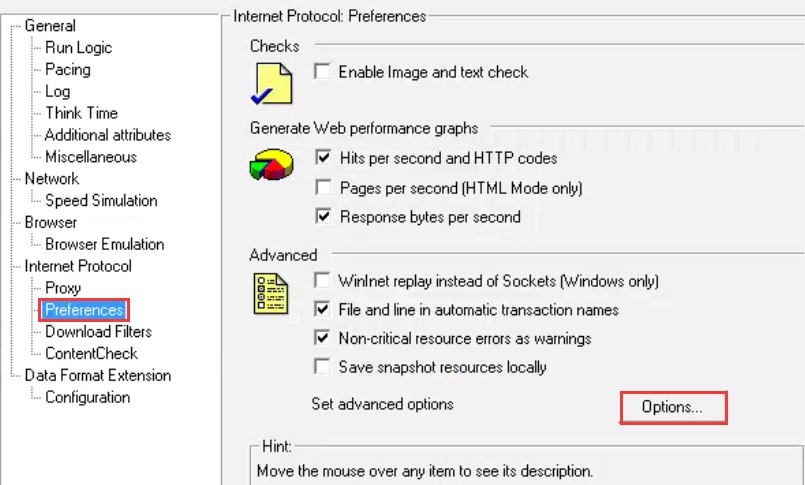 General
Run Logic
Pacing
Log
Think Time
Additional attributes
Miscellaneous
Network
Speed Simulation
Browser
Browser Emulation
Internet Protocol
Proxy
Preferences
Download Filters
ContentCheck
Data Format Extension
Configuration
Internet Protocol: Preferences
Checks
Enable Image and text check
Generate Web performance graphs
Hits per second and HTTP codes
Pages per second (HTML Mode only)
Response bytes per second
Advanced
WinInet replay instead of Sockets (Windows only)
File and line in automatic transaction names
Non-critical resource errors as warnings
Save snapshot resources locally
Set advanced options
Options...
Hint:
Move the mouse over any item to see its description.